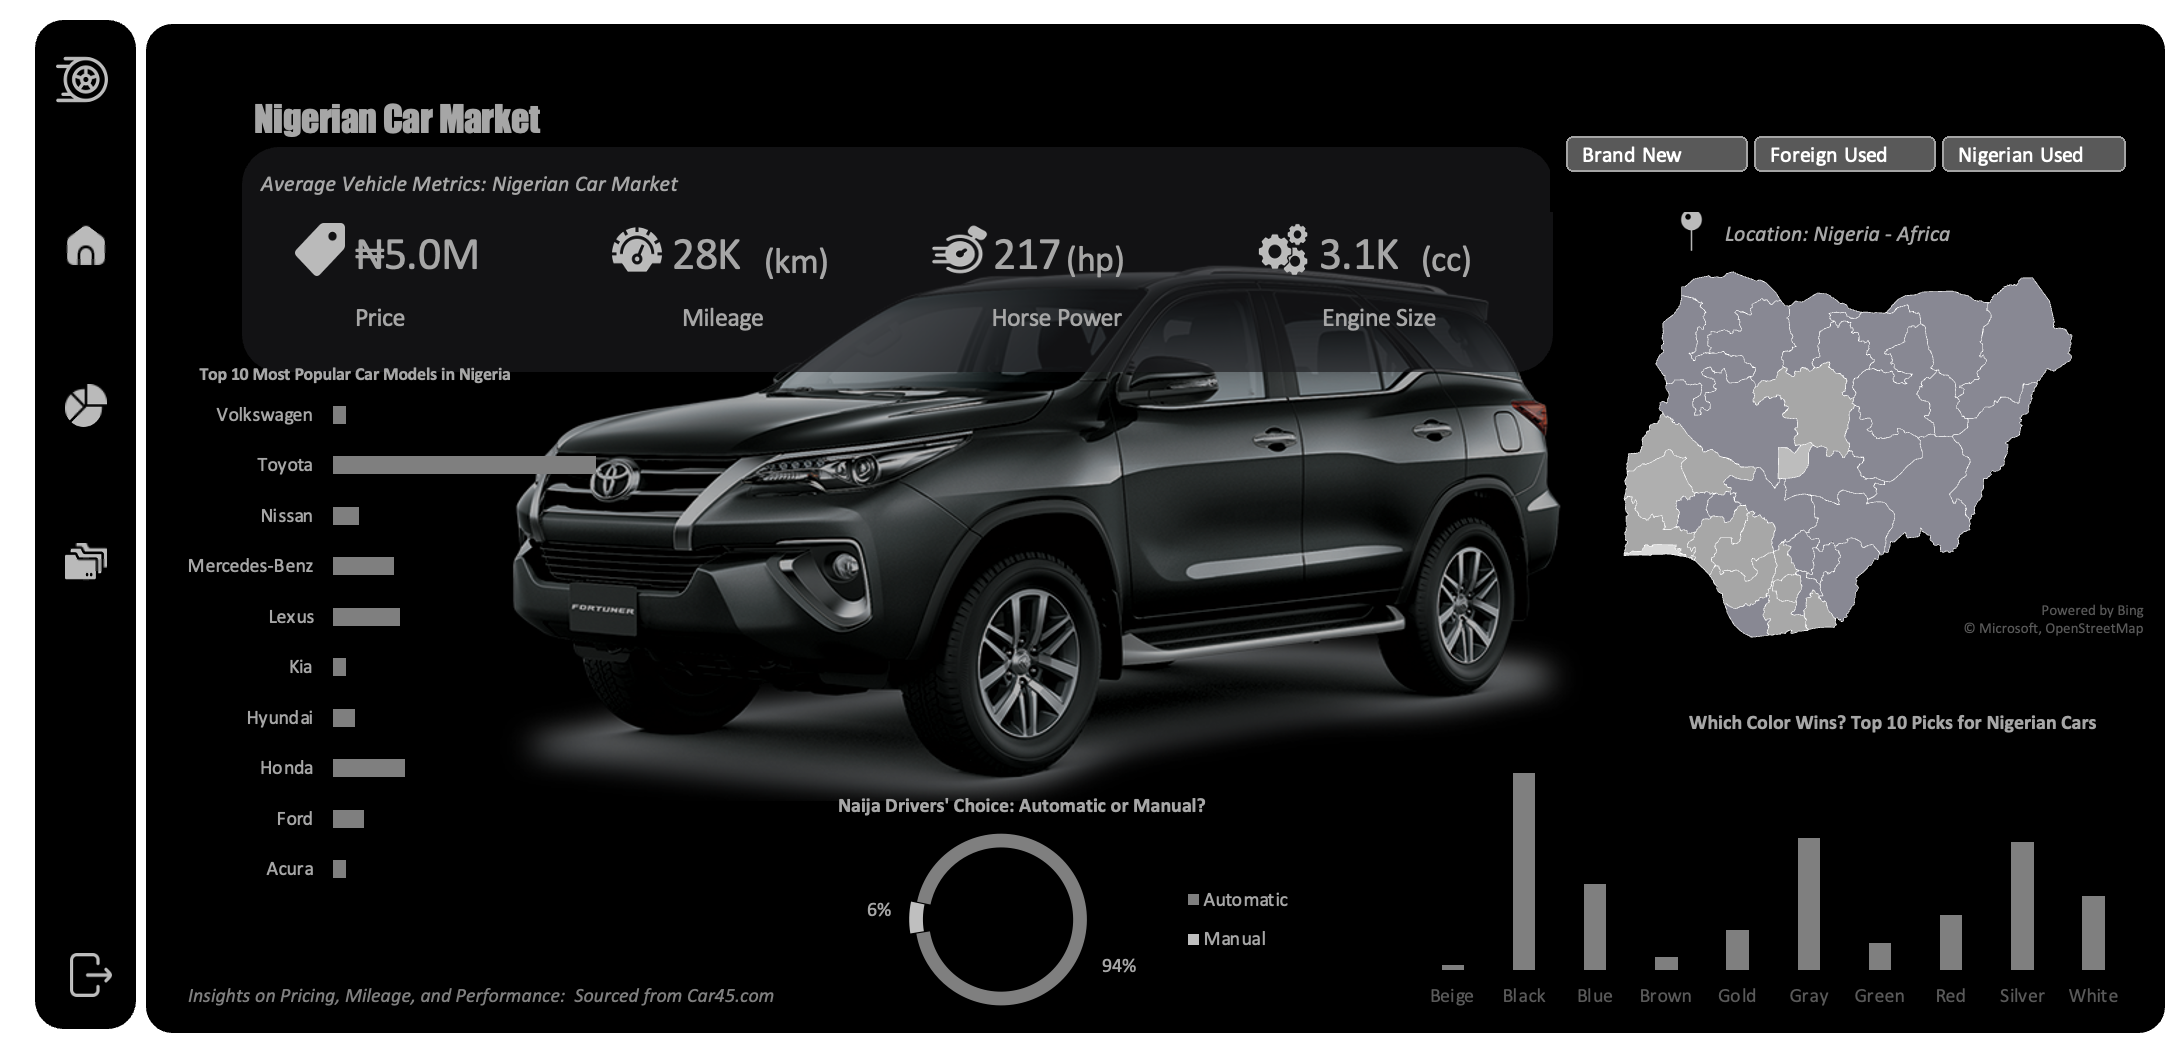 Nigerian Car Market
Brand New
Foreign Used
Nigerian Used
Average Vehicle Metrics: Nigerian Car Market
₦5.0M
28K (km)
217 (hp)
3.1K (cc)
Price
Mileage
Horse Power
Engine Size
Location: Nigeria - Africa
Powered by Bing
© Microsoft, OpenStreetMap
Top 10 Most Popular Car Models in Nigeria
Volkswagen
Toyota
Nissan
Mercedes-Benz
Lexus
Kia
Hyundai
Honda
Ford
Acura
FORTUNER
Naija Drivers' Choice: Automatic or Manual?
6%
94%
Automatic
Manual
Which Color Wins? Top 10 Picks for Nigerian Cars
Beige
Black
Blue
Brown
Gold
Gray
Green
Red
Silver
White
Insights on Pricing, Mileage, and Performance: Sourced from Car45.com